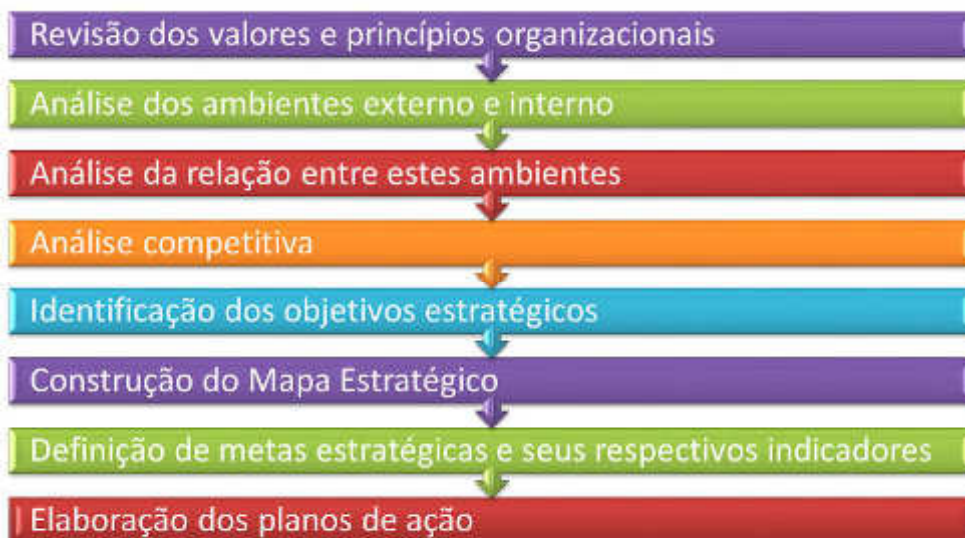 Revisão dos valores e princípios organizacionais
Análise dos ambientes externo e interno
Análise da relação entre estes ambientes
Análise competitiva
Identificação dos objetivos estratégicos
Construção do Mapa Estratégico
Definição de metas estratégicas e seus respectivos indicadores
Elaboração dos planos de ação